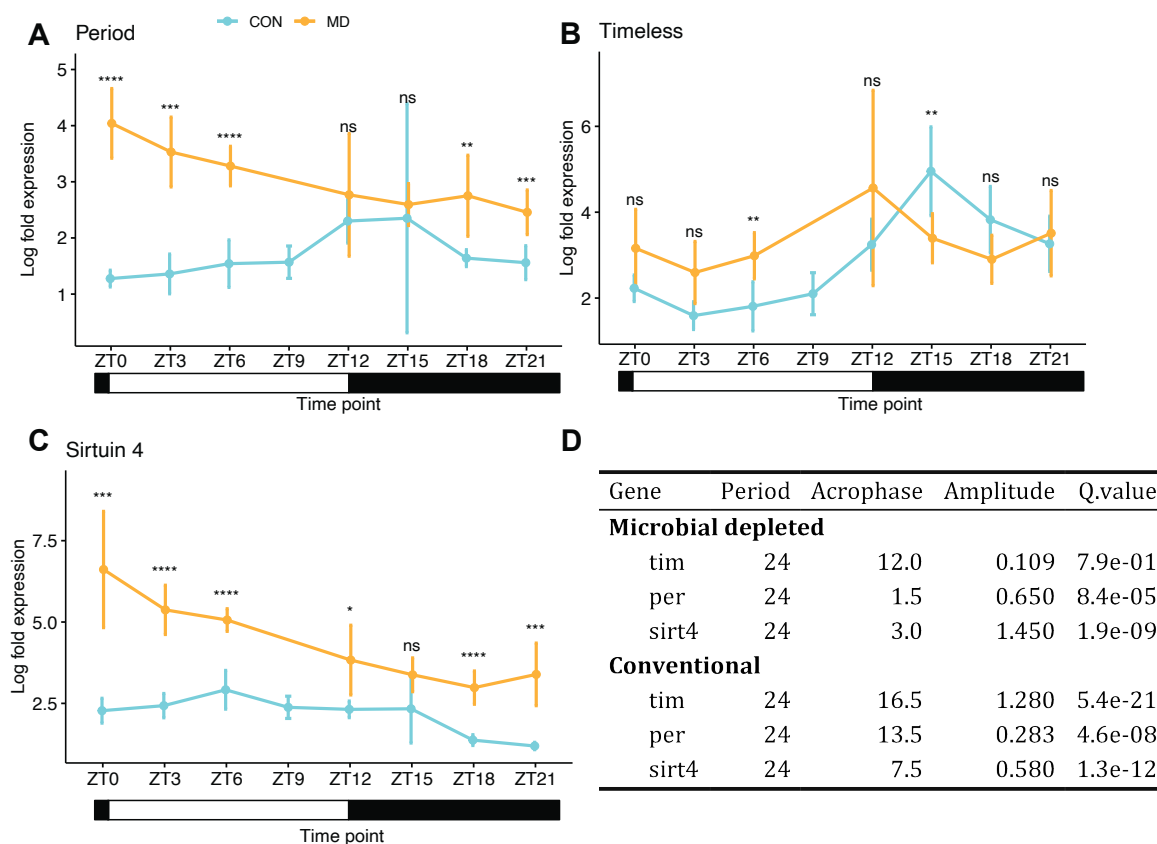 CON MD
A Period
Log fold expression
5
4
3
2
1
**** *** **** ns ns ** ***
ZT0 ZT3 ZT6 ZT9 ZT12 ZT15 ZT18 ZT21
Time point
B Timeless
Log fold expression
6
4
2
ns ns ** ns ** ns ns
ZT0 ZT3 ZT6 ZT9 ZT12 ZT15 ZT18 ZT21
Time point
C Sirtuin 4
Log fold expression
7.5
5.0
2.5
*** **** **** * ns **** ***
ZT0 ZT3 ZT6 ZT9 ZT12 ZT15 ZT18 ZT21
Time point
D
Gene Period Acrophase Amplitude Q.value
Microbial depleted
tim 24 12.0 0.109 7.9e-01
per 24 1.5 0.650 8.4e-05
sirt4 24 3.0 1.450 1.9e-09
Conventional
tim 24 16.5 1.280 5.4e-21
per 24 13.5 0.283 4.6e-08
sirt4 24 7.5 0.580 1.3e-12